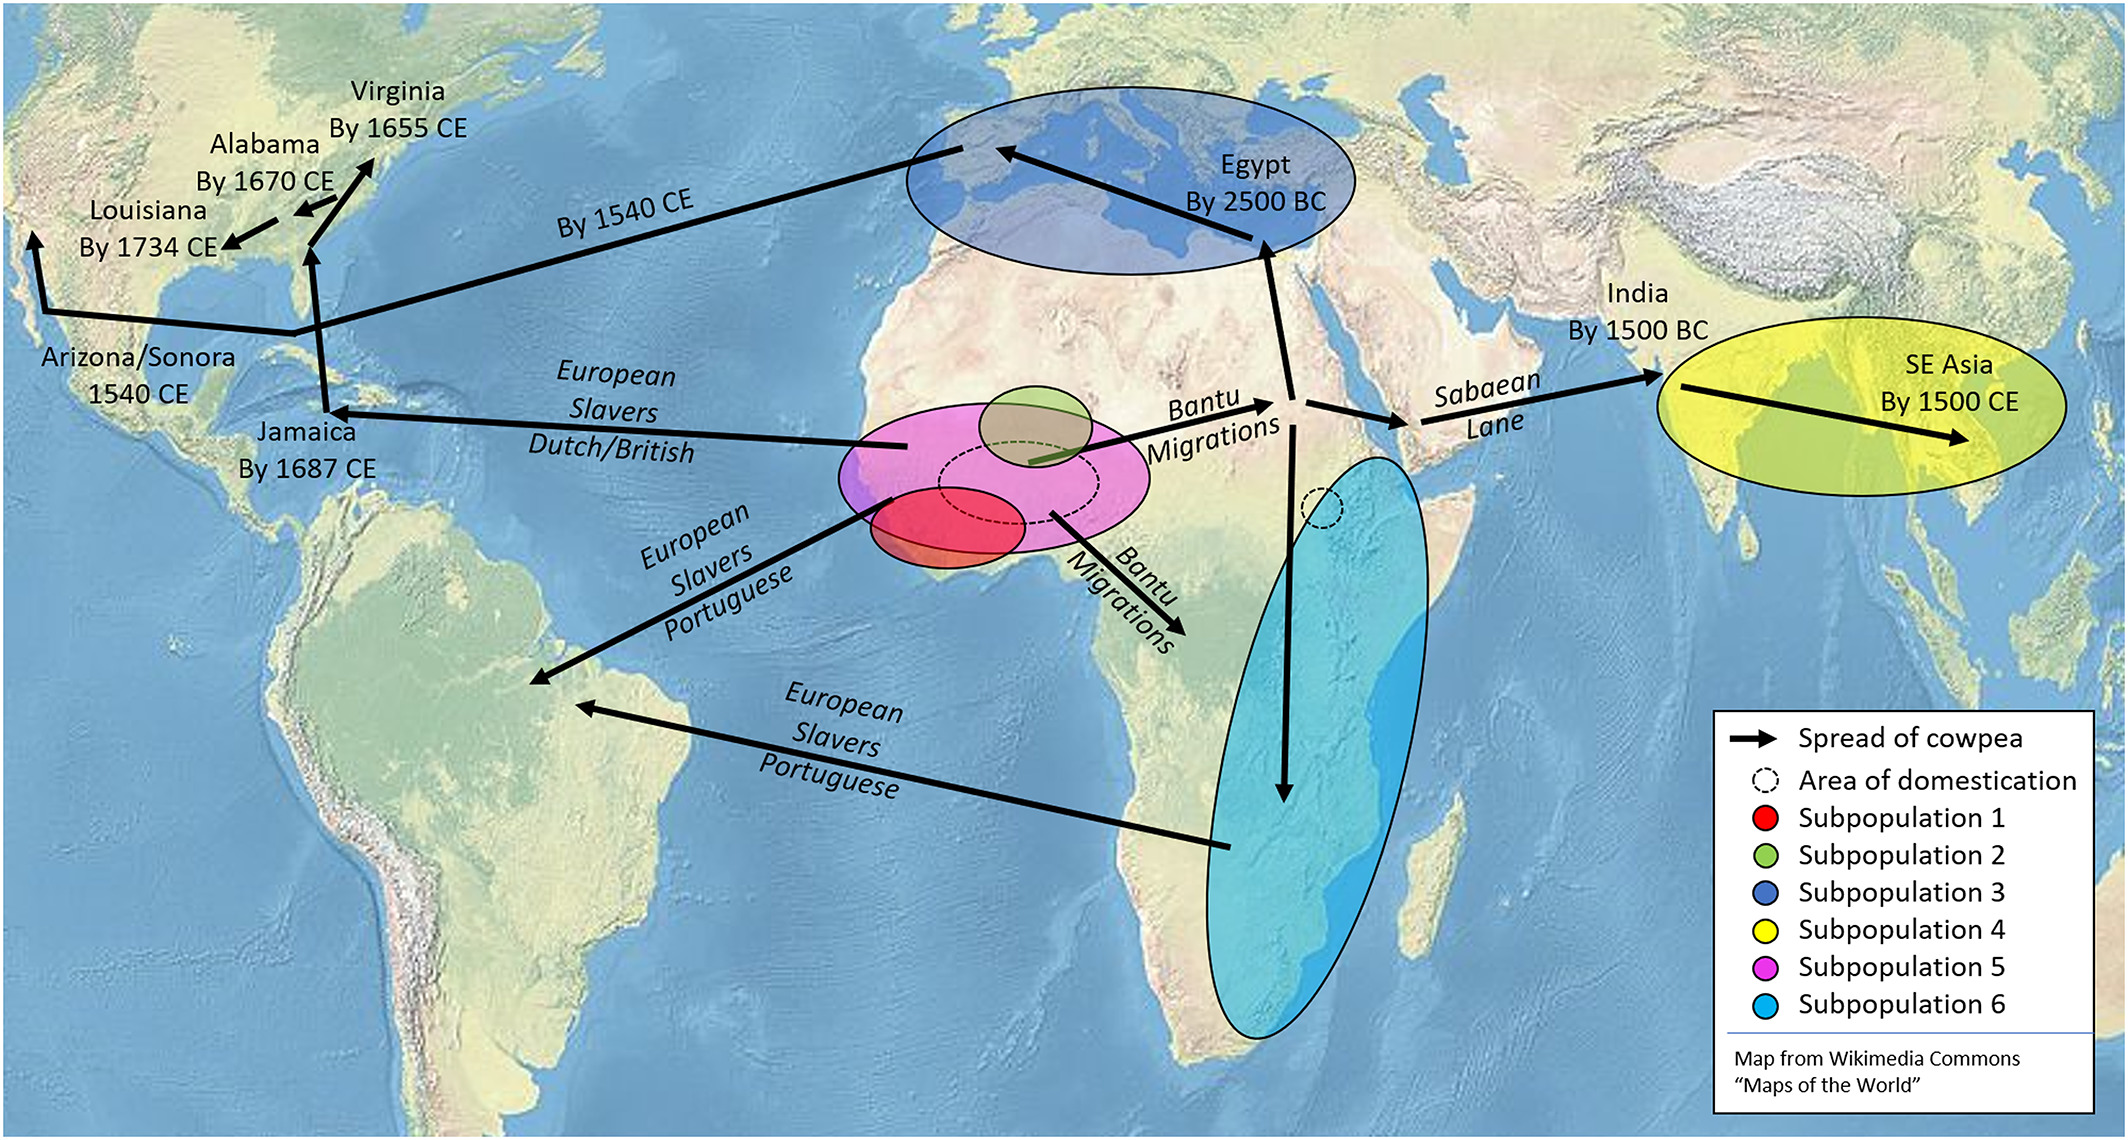 Virginia
By 1655 CE
Alabama
By 1670 CE
Louisiana
By 1734 CE
By 1540 CE
Egypt
By 2500 BC
India
By 1500 BC
Arizona/Sonora
1540 CE
European
Slavers
Dutch/British
Jamaica
By 1687 CE
Bantu
Migrations
Sabaean
Lane
SE Asia
By 1500 CE
European
Slavers
Portuguese
Bantu
Migrations
European
Slavers
Portuguese
Spread of cowpea
Area of domestication
Subpopulation 1
Subpopulation 2
Subpopulation 3
Subpopulation 4
Subpopulation 5
Subpopulation 6
Map from Wikimedia Commons
“Maps of the World”